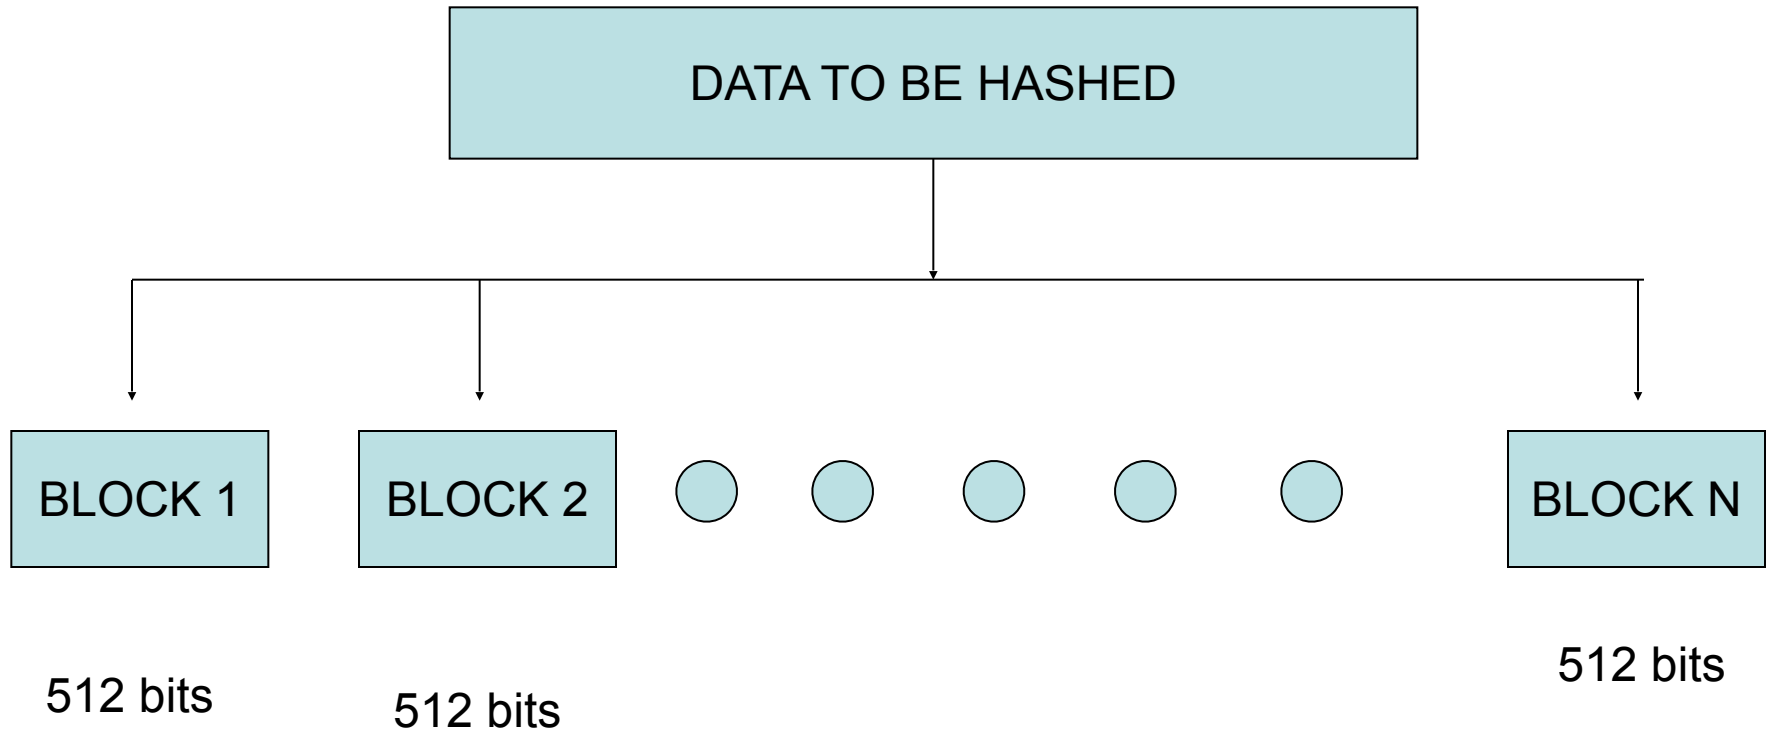 DATA TO BE HASHED
BLOCK 1
BLOCK 2
BLOCK N
512 bits
512 bits
512 bits